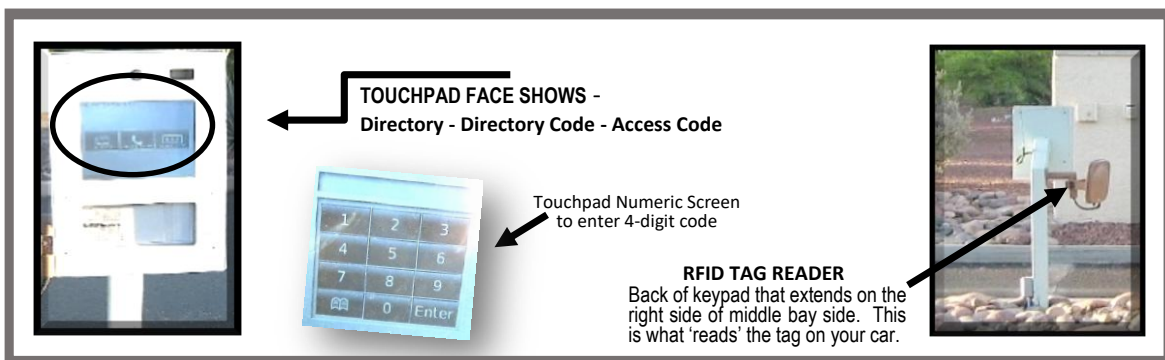 TOUCHPAD FACE SHOWS -
Directory - Directory Code - Access Code
Touchpad Numeric Screen
to enter 4-digit code
1 2 3
4 5 6
7 8 9
0 Enter
RFID TAG READER
Back of keypad that extends on the
right side of middle bay side. This
is what ‘reads’ the tag on your car.